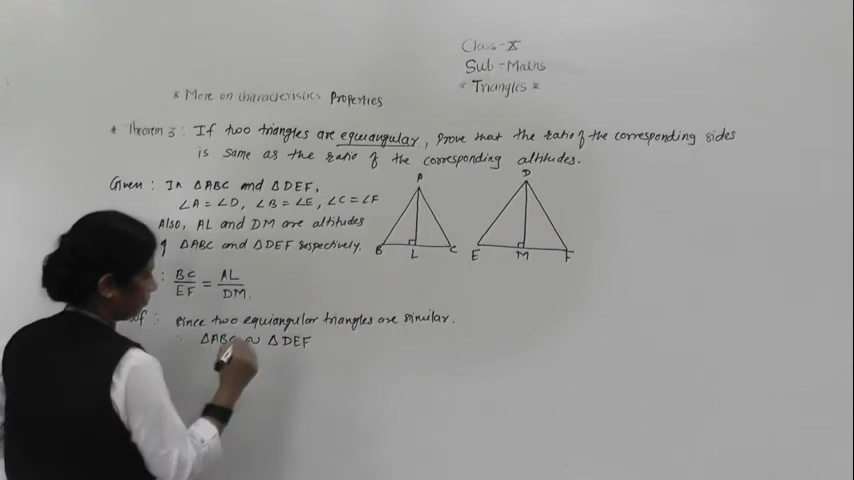 Class-X
Sub-Maths
* Triangles *
* More on characteristics Properties
* Theorem 3: If two triangles are equiangular, prove that the ratio of the corresponding sides
is same as the ratio of the corresponding altitudes.
Given: In ΔABC and ΔDEF,
∠A=∠D, ∠B=∠E, ∠C=∠F
Also, AL and DM are altitudes
ΔABC and ΔDEF respectively.
: BC/EF = AL/DM.
: Since two equiangular triangles are similar.
∴ ΔABC ~ ΔDEF
A
B L C
D
E M F